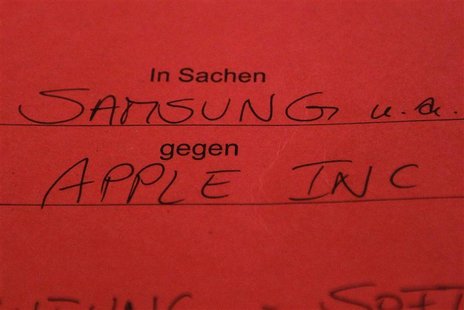 In Sachen
SAMSUNG u.a.
gegen
APPLE INC